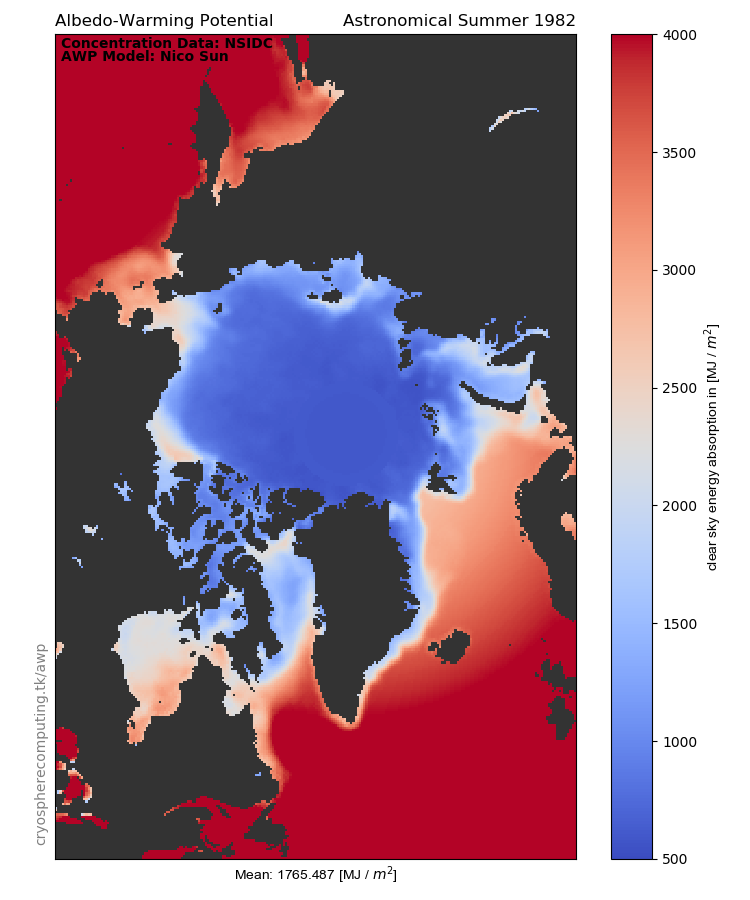 Albedo-Warming Potential
Astronomical Summer 1982
Concentration Data: NSIDC
AWP Model: Nico Sun
4000
3500
3000
2500
2000
1500
1000
500
clear sky energy absorption in [MJ / m²]
cryospherecomputing.tk/awp
Mean: 1765.487 [MJ / m²]